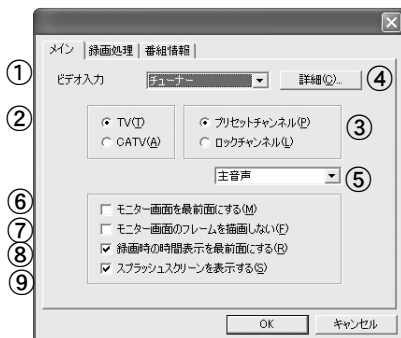 メイン 録画処理 番組情報
① ビデオ入力 チューナー 詳細(C)... ④
② TV(T) プリセットチャンネル(P) ③
CATV(A) ロックチャンネル(L)
主音声 ⑤
⑥ モニター画面を最前面にする(M)
⑦ モニター画面のフレームを描画しない(F)
⑧ 録画時の時間表示を最前面にする(R)
⑨ スプラッシュスクリーンを表示する(S)
OK キャンセル